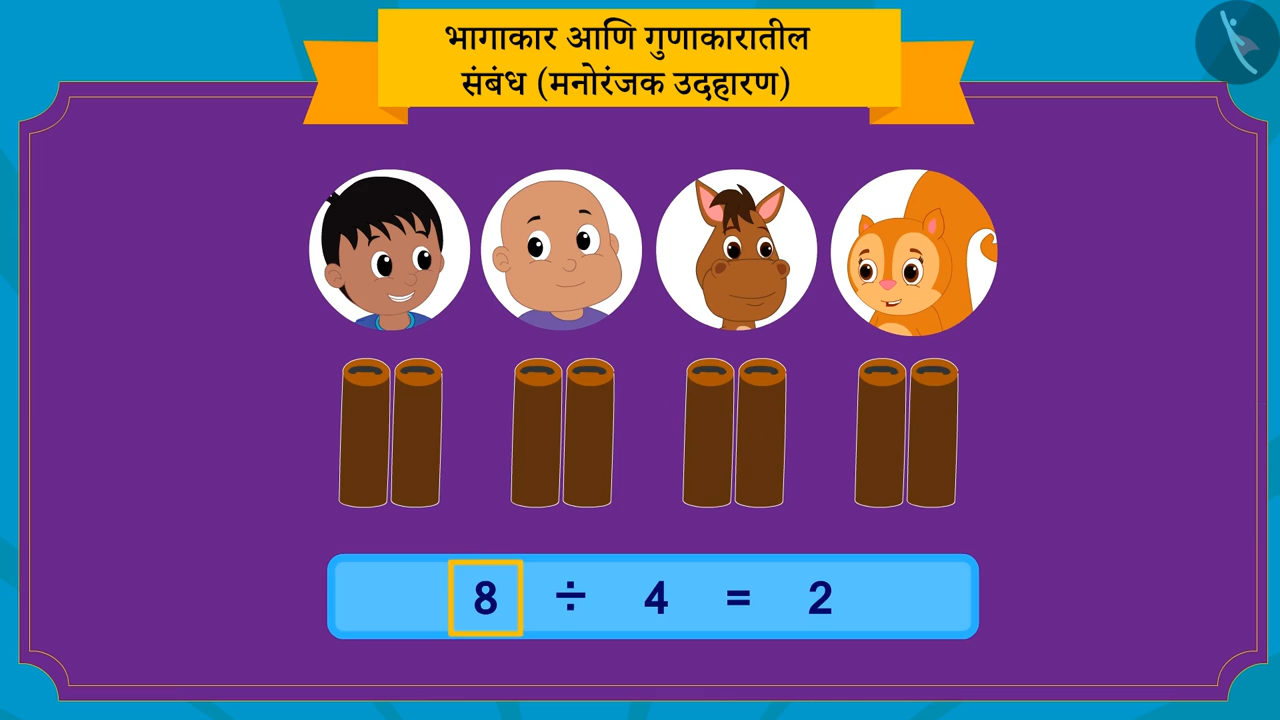 भागाकार आणि गुणाकारातील
संबंध (मनोरंजक उदहारण)
8 ÷ 4 = 2